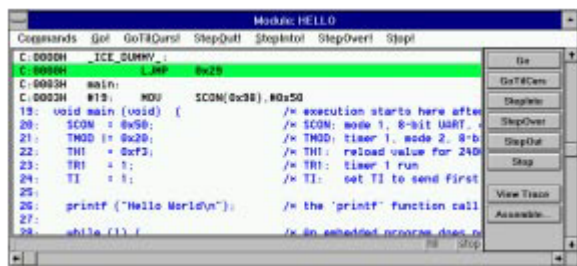 Module: HELLO
Commands Go! GoTilCurs! StepOut! StepInto! StepOver! Stop!
C:0000H _ICE_DUMMY_:
C:0000H LJMP 0x29
C:0003H main:
C:0003H #19: MOV SCON(0x98),#0x50
19: void main (void) { /* execution starts here after
20: SCON = 0x50; /* SCON: mode 1, 8-bit UART,
21: TMOD |= 0x20; /* TMOD: timer 1, mode 2, 8-b
22: TH1 = 0xf3; /* TH1: reload value for 240
23: TR1 = 1; /* TR1: timer 1 run
24: TI = 1; /* TI: set TI to send first
25:
26: printf ("Hello World\n"); /* the 'printf' function call
27:
28: while (1) { /* An embedded program does n
stop
Go
GoTilCurs
StepInto
StepOver
StepOut
Stop
View Trace
Assemble...